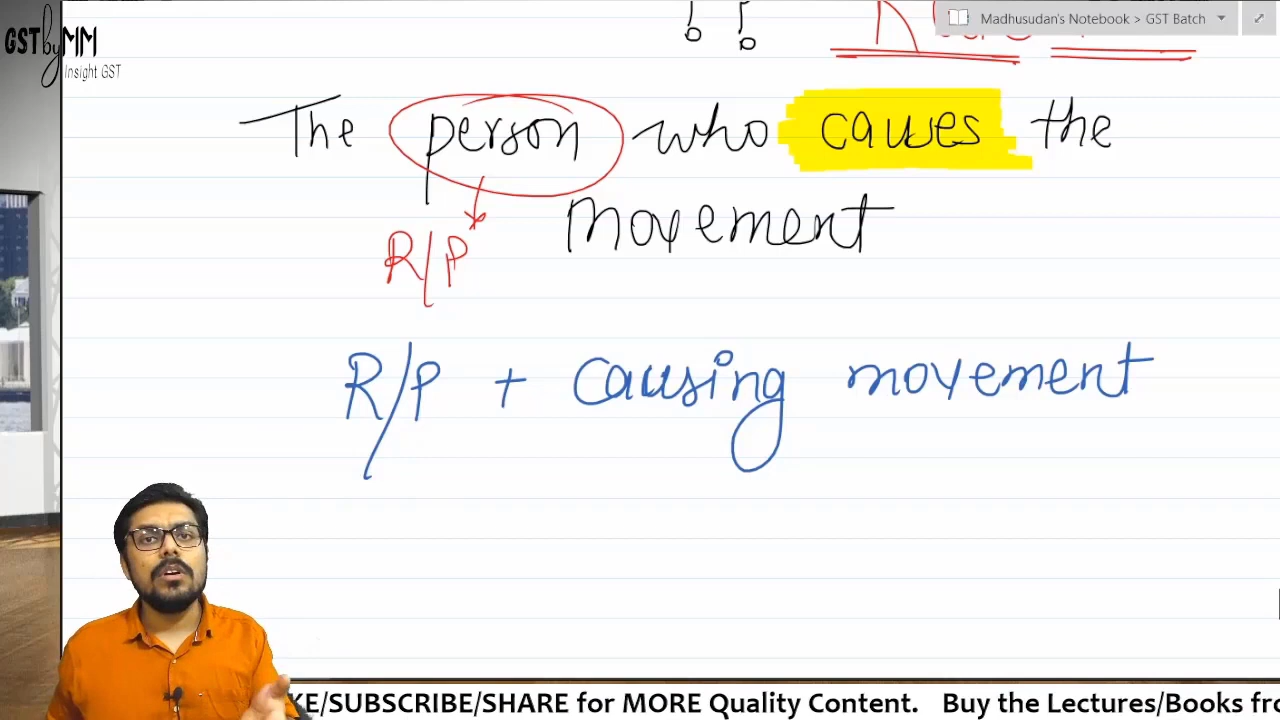 GST by MM
Insight GST
Madhusudan's Notebook > GST Batch
The person who causes the
movement
R/P
R/P + Causing movement
KE/SUBSCRIBE/SHARE for MORE Quality Content. Buy the Lectures/Books fro